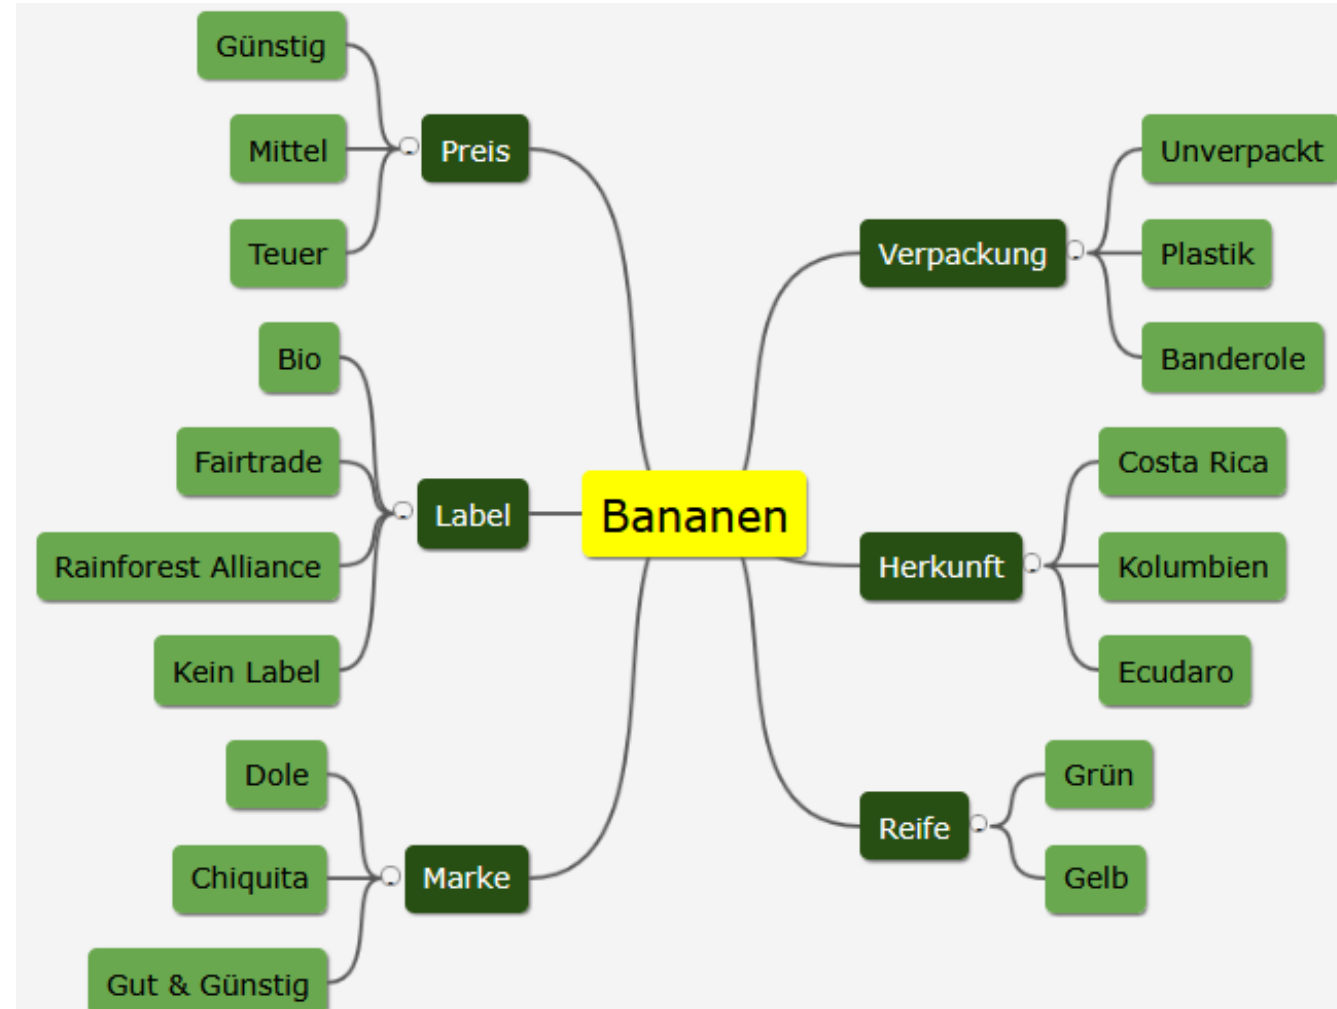 Bananen
Preis
Günstig
Mittel
Teuer
Label
Bio
Fairtrade
Rainforest Alliance
Kein Label
Marke
Dole
Chiquita
Gut & Günstig
Verpackung
Unverpackt
Plastik
Banderole
Herkunft
Costa Rica
Kolumbien
Ecudaro
Reife
Grün
Gelb